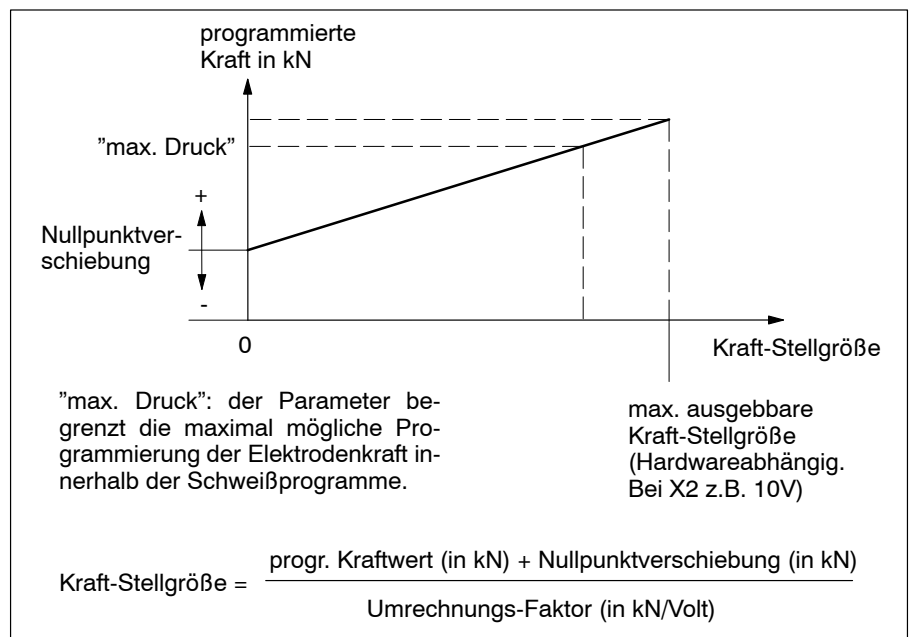 programmierte
Kraft in kN
”max. Druck”
+
Nullpunktver-
schiebung
-
0
Kraft-Stellgröße
”max. Druck”: der Parameter be-
grenzt die maximal mögliche Pro-
grammierung der Elektrodenkraft in-
nerhalb der Schweißprogramme.
max. ausgebbare
Kraft-Stellgröße
(Hardwareabhängig.
Bei X2 z.B. 10V)
Kraft-Stellgröße = progr. Kraftwert (in kN) + Nullpunktverschiebung (in kN)
Umrechnungs-Faktor (in kN/Volt)